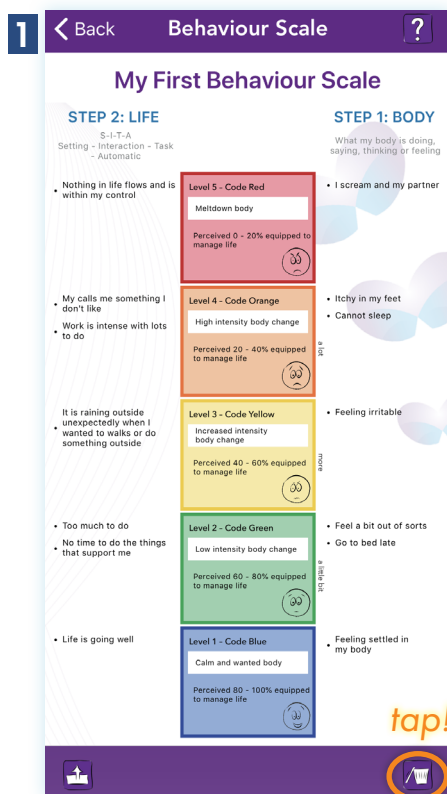 1
Back
Behaviour Scale
?
My First Behaviour Scale
STEP 2: LIFE
S-I-T-A
Setting - Interaction - Task
- Automatic
STEP 1: BODY
What my body is doing,
saying, thinking or feeling
• Nothing in life flows and is
within my control
Level 5 - Code Red
Meltdown body
Perceived 0 - 20% equipped to
manage life
• I scream and my partner
• My calls me something I
don't like
• Work is intense with lots
to do
Level 4 - Code Orange
High intensity body change
Perceived 20 - 40% equipped
to manage life
a lot
• Itchy in my feet
• Cannot sleep
• It is raining outside
unexpectedly when I
wanted to walks or do
something outside
Level 3 - Code Yellow
Increased intensity
body change
Perceived 40 - 60% equipped
to manage life
more
• Feeling irritable
• Too much to do
• No time to do the things
that support me
Level 2 - Code Green
Low intensity body change
Perceived 60 - 80% equipped
to manage life
a little bit
• Feel a bit out of sorts
• Go to bed late
• Life is going well
Level 1 - Code Blue
Calm and wanted body
Perceived 80 - 100% equipped
to manage life
• Feeling settled in
my body
tap!